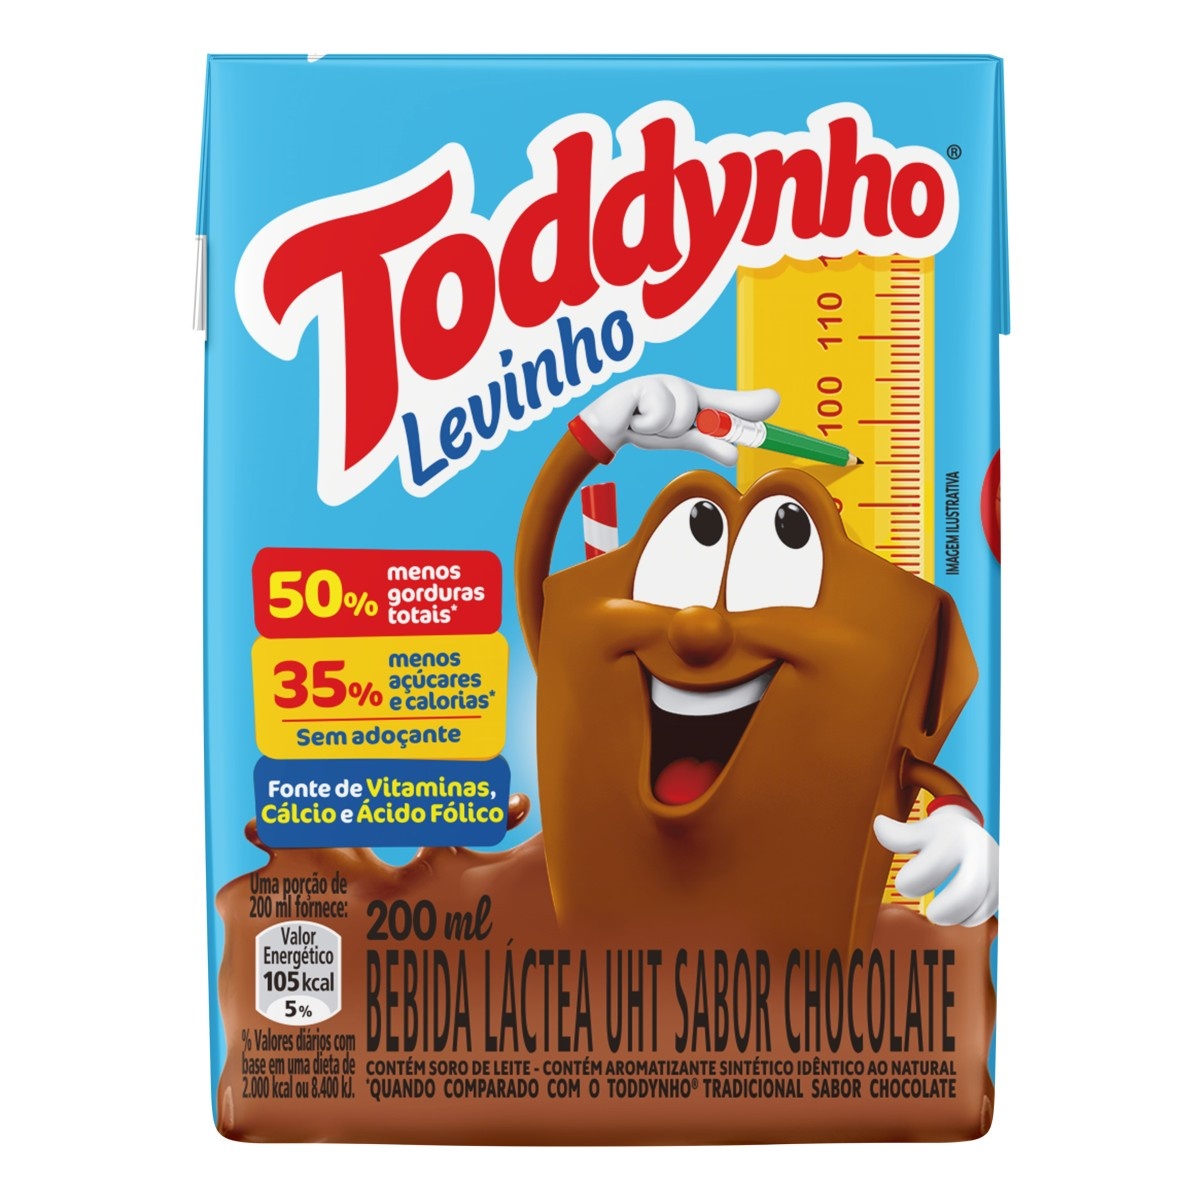 Toddynho®
Levinho
110
100
IMAGEM ILUSTRATIVA
50% menos
gorduras
totais*
35% menos
açúcares
e calorias*
Sem adoçante
Fonte de Vitaminas,
Cálcio e Ácido Fólico
Uma porção de
200 ml fornece:
Valor
Energético
105 kcal
5%
% Valores diários com
base em uma dieta de
2.000 kcal ou 8.400 kJ.
200 ml
BEBIDA LÁCTEA UHT SABOR CHOCOLATE
CONTÉM SORO DE LEITE - CONTÉM AROMATIZANTE SINTÉTICO IDÊNTICO AO NATURAL
*QUANDO COMPARADO COM O TODDYNHO® TRADICIONAL SABOR CHOCOLATE